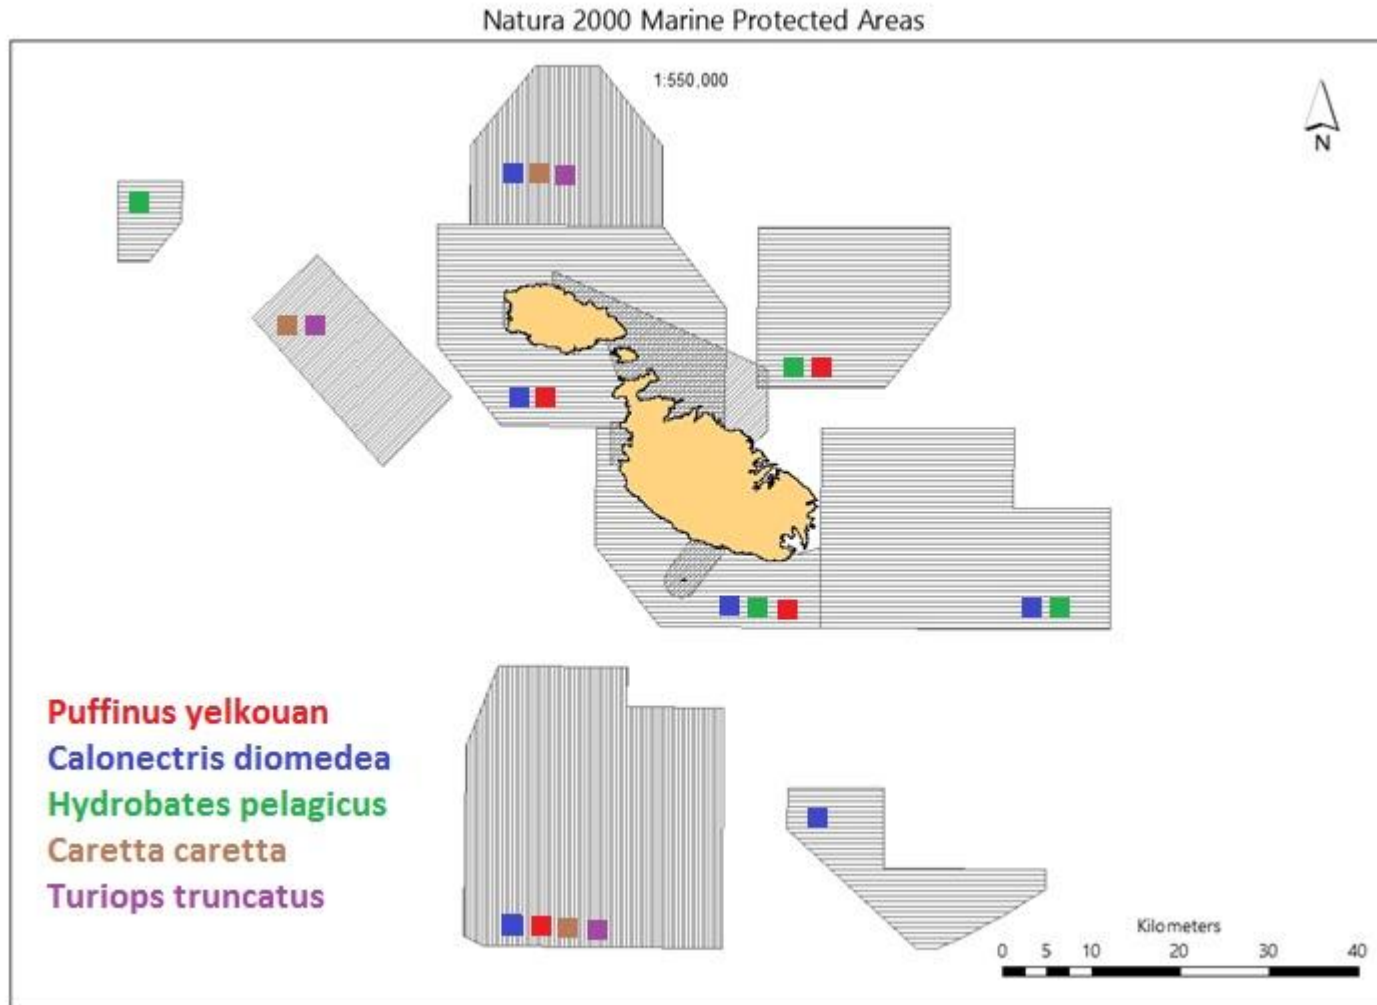 Natura 2000 Marine Protected Areas
1:550,000
N
Puffinus yelkouan
Calonectris diomedea
Hydrobates pelagicus
Caretta caretta
Turiops truncatus
Kilometers
0 5 10 20 30 40